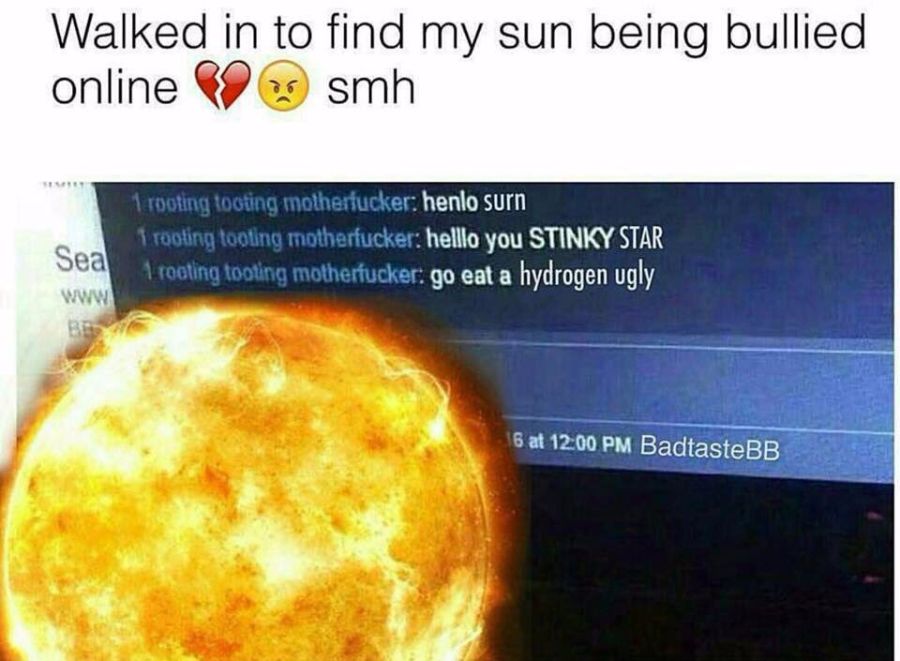 Walked in to find my sun being bullied
online 💔😠 smh
1 rooting tooting motherfucker: henlo surn
1 rooting tooting motherfucker: helllo you STINKY STAR
1 rooting tooting motherfucker: go eat a hydrogen ugly
Sea
www
BB
6 at 12:00 PM BadtasteBB